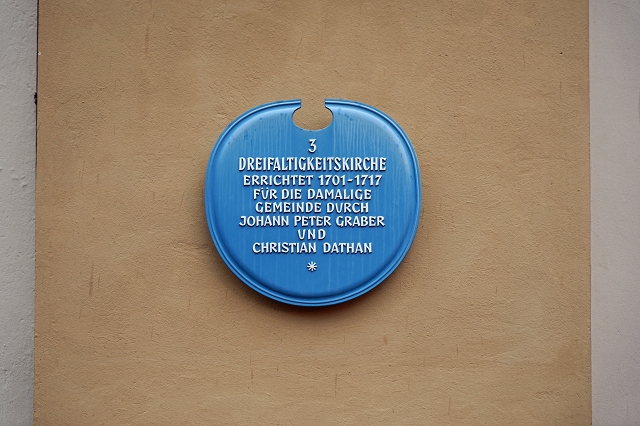 3
DREIFALTIGKEITSKIRCHE
ERRICHTET 1701-1717
FÜR DIE DAMALIGE
GEMEINDE DURCH
JOHANN PETER GRABER
UND
CHRISTIAN DATHAN
*